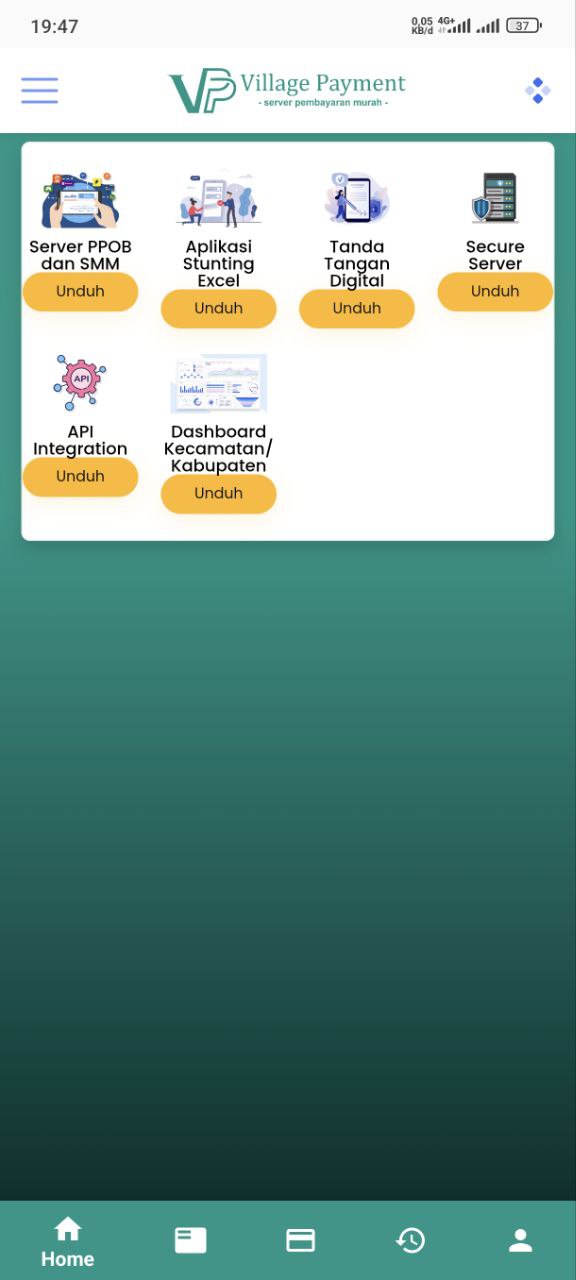 19:47
0,05 KB/d 4G+ 37
VP Village Payment
- server pembayaran murah -
Server PPOB
dan SMM
Unduh
Aplikasi
Stunting
Excel
Unduh
Tanda
Tangan
Digital
Unduh
Secure
Server
Unduh
API
API
Integration
Unduh
Dashboard
Kecamatan/
Kabupaten
Unduh
Home